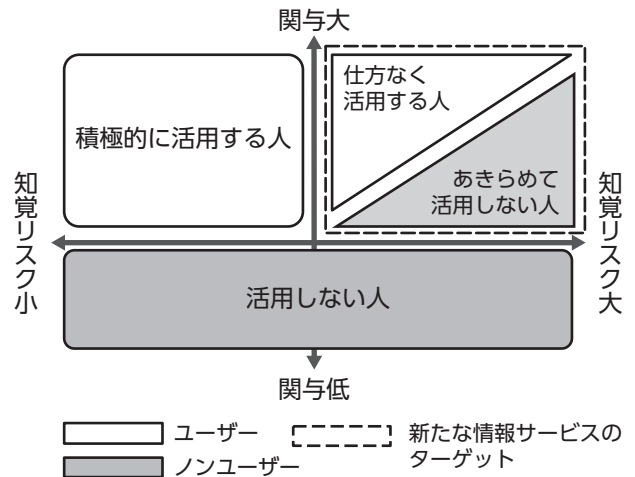 関与大
仕方なく
活用する人
積極的に活用する人
あきらめて
活用しない人
知覚リスク小
知覚リスク大
活用しない人
関与低
ユーザー
新たな情報サービスの
ターゲット
ノンユーザー